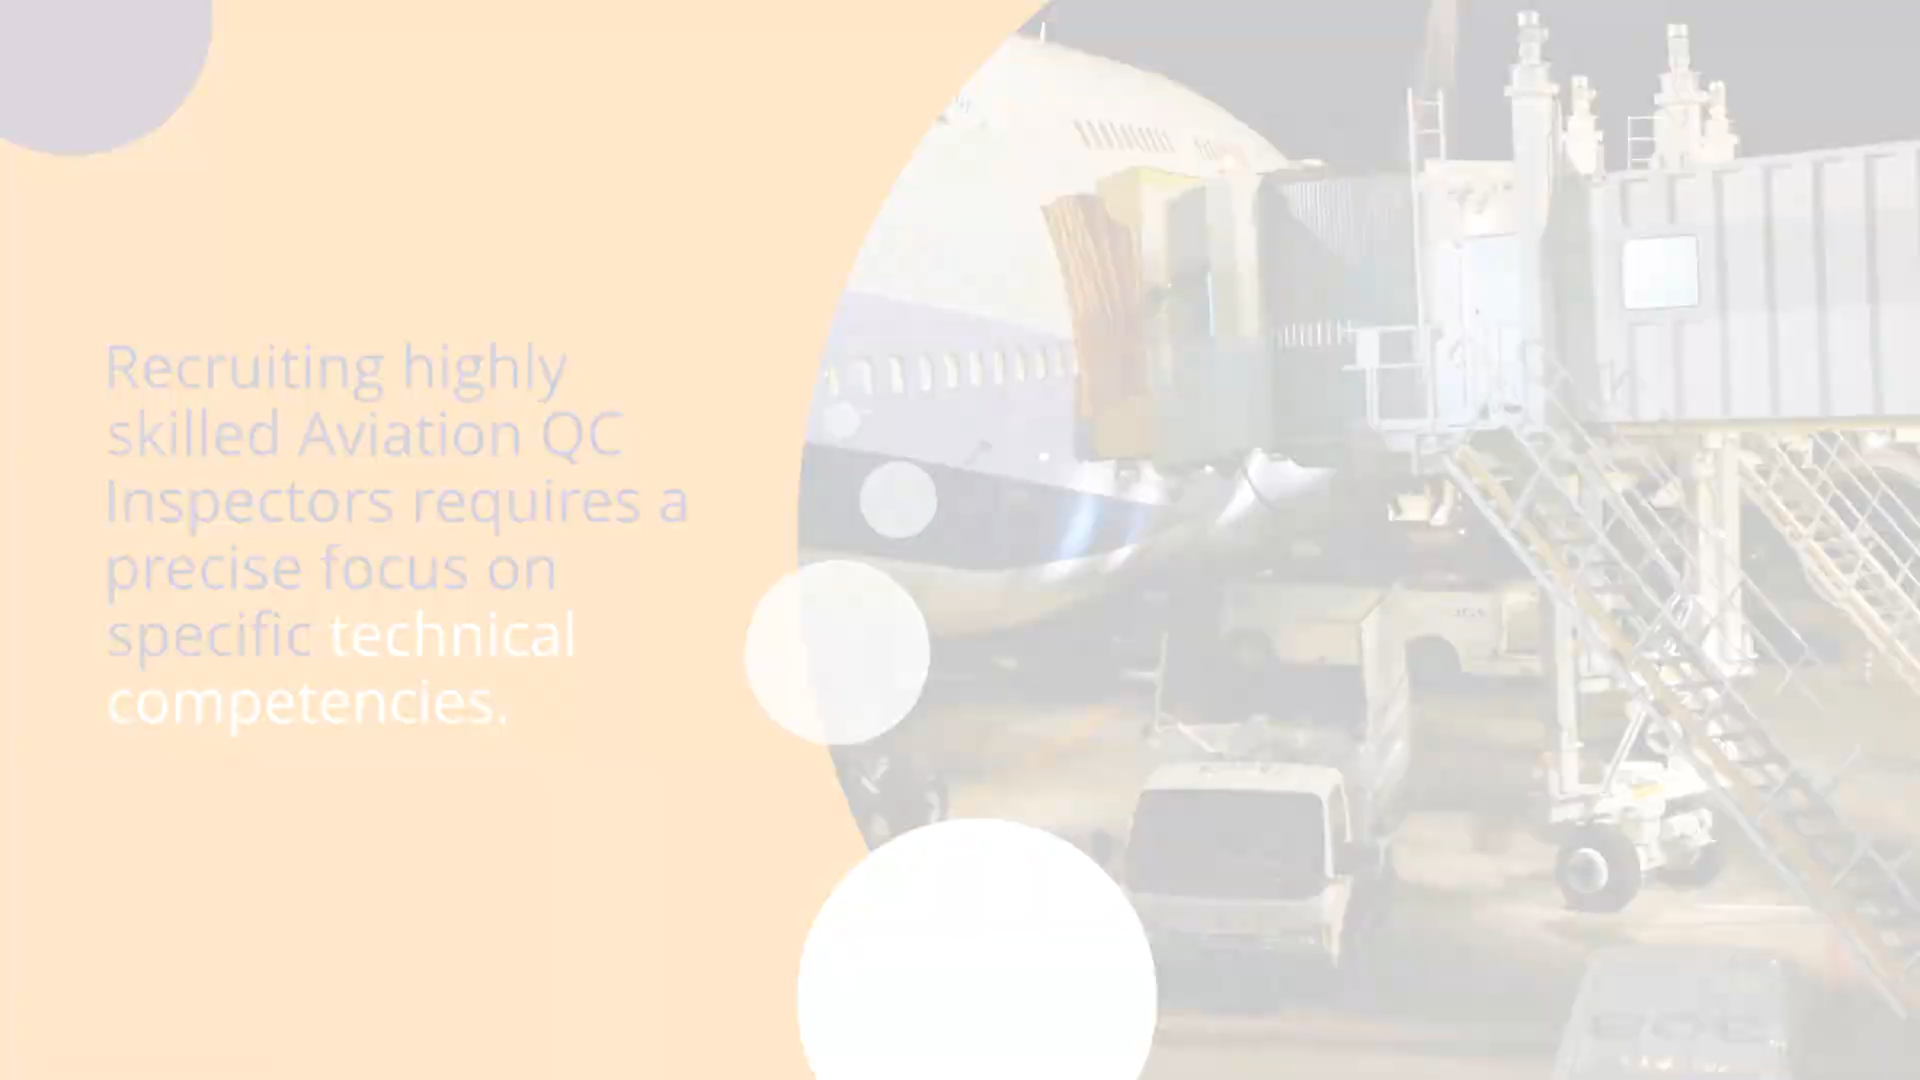 Recruiting highly
skilled Aviation QC
Inspectors requires a
precise focus on
specific technical
competencies.